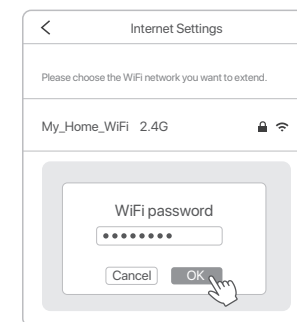 Internet Settings
Please choose the WiFi network you want to extend.
My_Home_WiFi 2.4G
WiFi password
Cancel OK